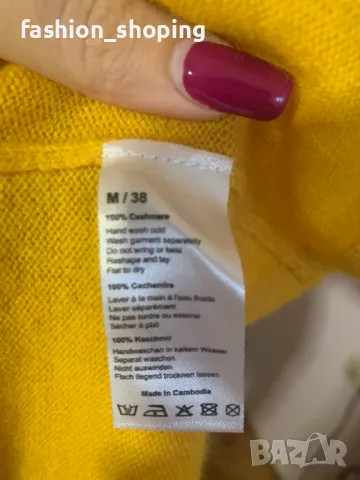 fashion_shoping
M / 38
100% Cashmere
Hand wash cold
Wash garment separately
Do not wring or twist
Reshape and lay
Flat to dry
100% Cachemire
Laver à la main à l'eau froide
Laver séparément
Ne pas tordre ou essorer
Sécher à plat
100% Kaschmir
Handwaschen in kaltem Wasser
Separat waschen
Nicht auswinden
Flach liegend trocknen lassen
Made in Cambodia
BAZAR
bg